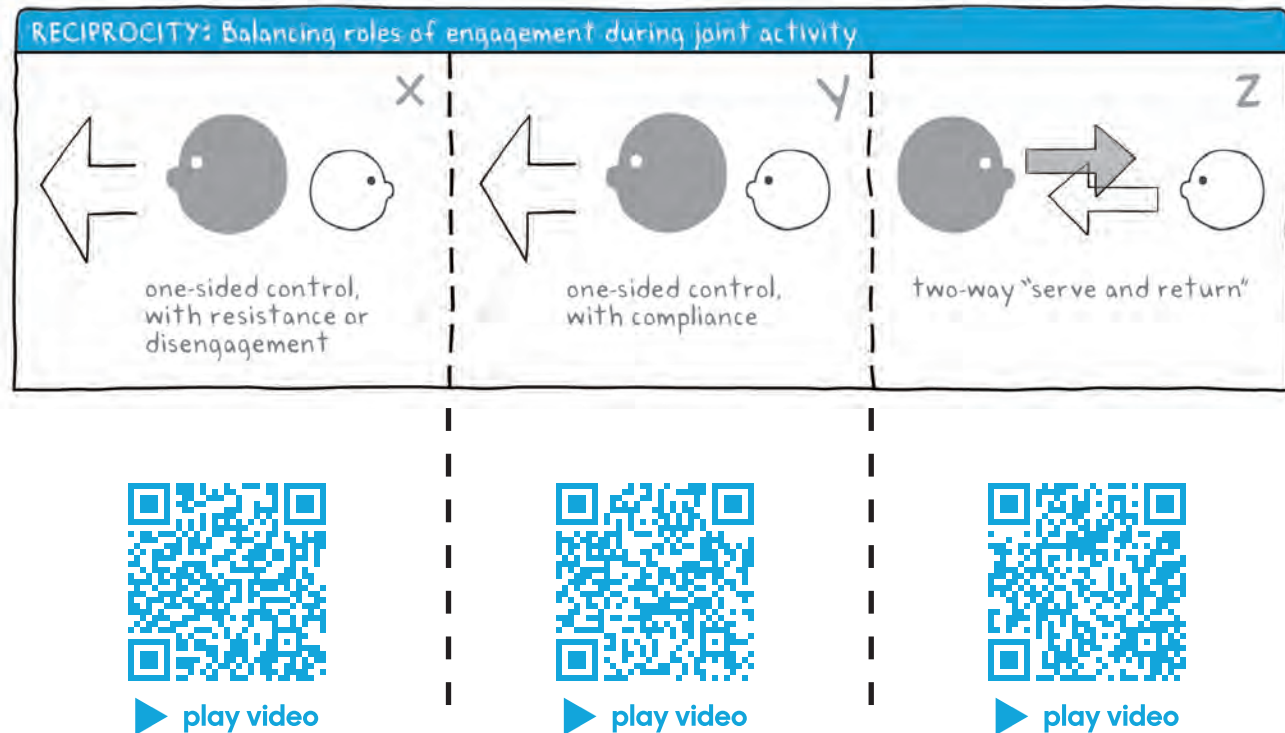 RECIPROCITY: Balancing roles of engagement during joint activity
X
one-sided control,
with resistance or
disengagement
Y
one-sided control,
with compliance
Z
two-way “serve and return”
play video
play video
play video